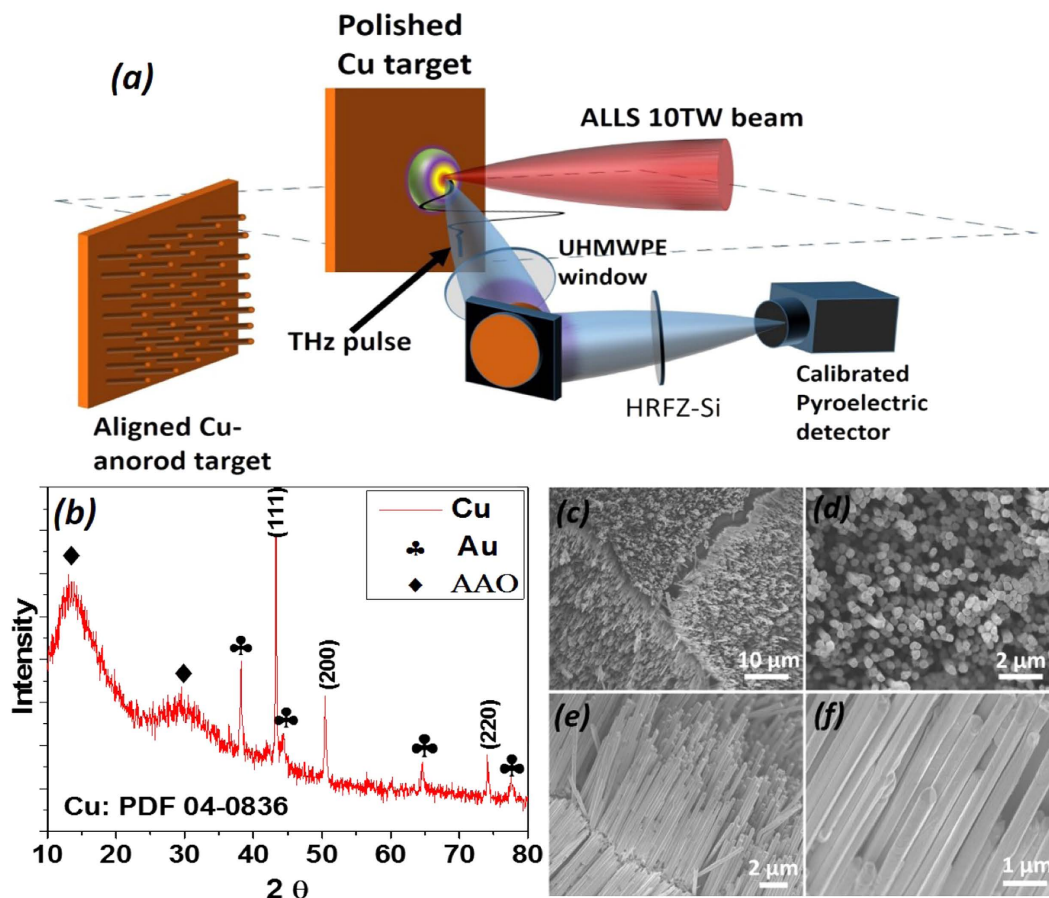 (a)
Polished
Cu target
ALLS 10TW beam
UHMWPE
window
THz pulse
HRFZ-Si
Calibrated
Pyroelectric
detector
Aligned Cu-
anorod target
(b)
Intensity
(111)
Cu
♣ Au
◆ AAO
(200)
(220)
Cu: PDF 04-0836
10 20 30 40 50 60 70 80
2 θ
(c)
10 µm
(d)
2 µm
(e)
2 µm
(f)
1 µm